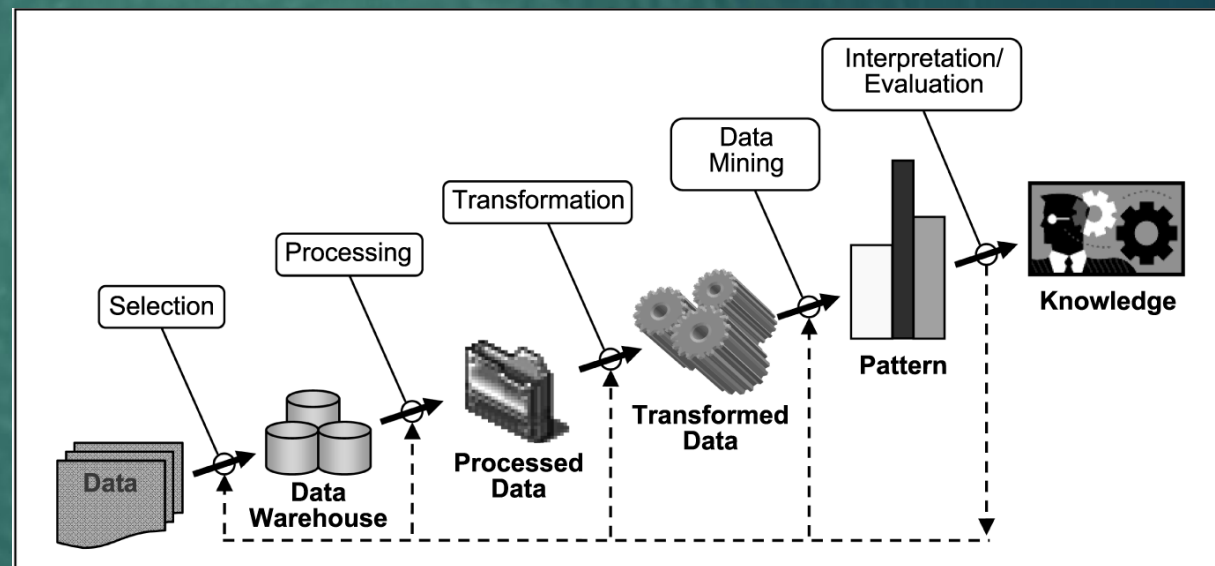 Interpretation/
Evaluation
Data
Mining
Transformation
Processing
Selection
Knowledge
Pattern
Transformed
Data
Processed
Data
Data
Warehouse
Data